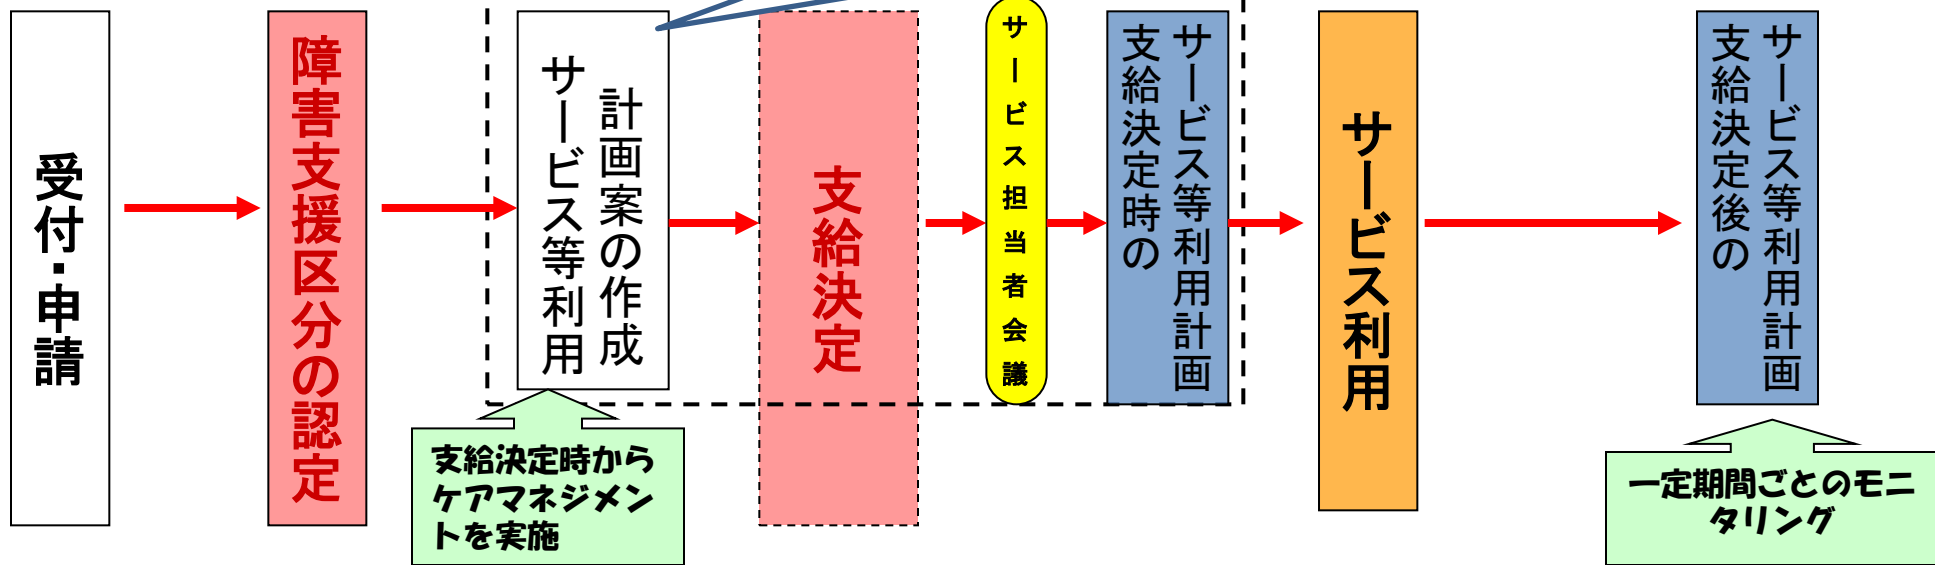 受付・申請
障害支援区分の認定
サービス等利用
計画案の作成
支給決定
サービス担当者会議
支給決定時の
サービス等利用計画
サービス利用
支給決定後の
サービス等利用計画
支給決定時から
ケアマネジメン
トを実施
一定期間ごとのモニ
タリング